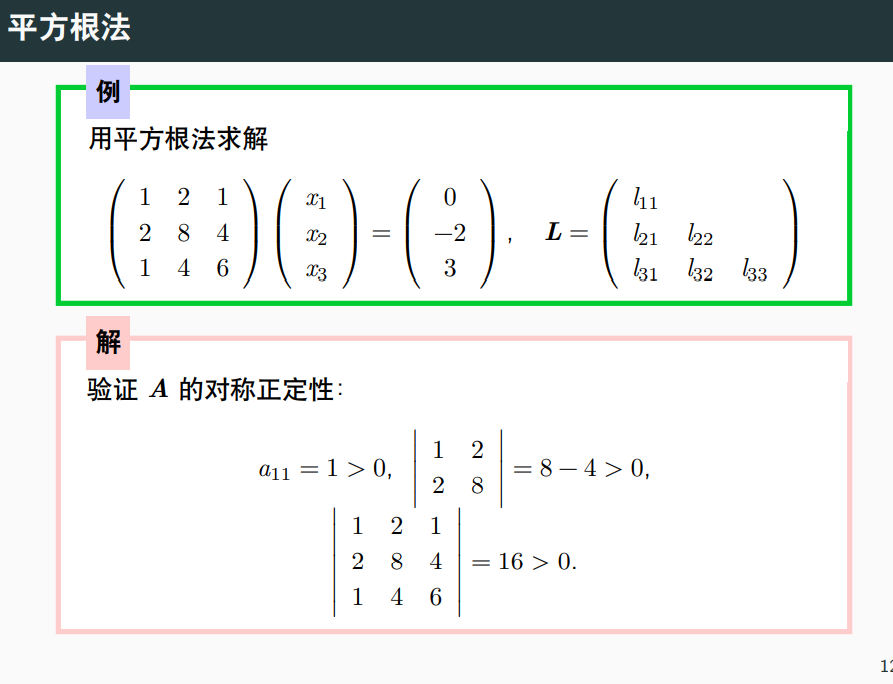 平方根法
例
用平方根法求解
$\begin{pmatrix} 1 & 2 & 1 \\ 2 & 8 & 4 \\ 1 & 4 & 6 \end{pmatrix} \begin{pmatrix} x_1 \\ x_2 \\ x_3 \end{pmatrix} = \begin{pmatrix} 0 \\ -2 \\ 3 \end{pmatrix}, \quad \boldsymbol{L} = \begin{pmatrix} l_{11} & & \\ l_{21} & l_{22} & \\ l_{31} & l_{32} & l_{33} \end{pmatrix}$
解
验证 $\boldsymbol{A}$ 的对称正定性:
$a_{11} = 1 > 0, \quad \begin{vmatrix} 1 & 2 \\ 2 & 8 \end{vmatrix} = 8 - 4 > 0,$
$\begin{vmatrix} 1 & 2 & 1 \\ 2 & 8 & 4 \\ 1 & 4 & 6 \end{vmatrix} = 16 > 0.$
12